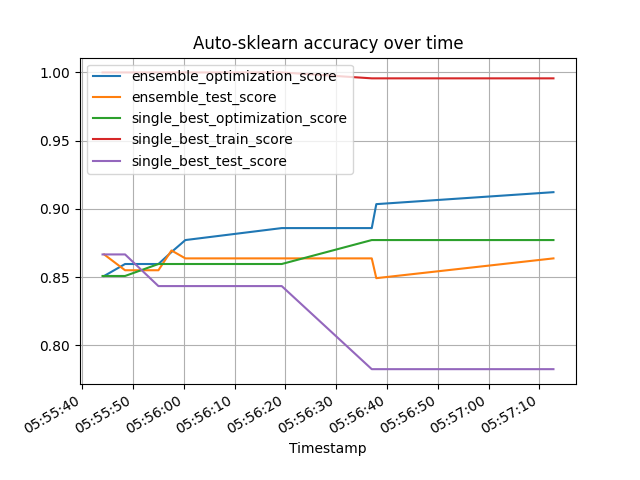 Auto-sklearn accuracy over time
1.00
0.95
0.90
0.85
0.80
ensemble_optimization_score
ensemble_test_score
single_best_optimization_score
single_best_train_score
single_best_test_score
05:55:40
05:55:50
05:56:00
05:56:10
05:56:20
05:56:30
05:56:40
05:56:50
05:57:00
05:57:10
Timestamp